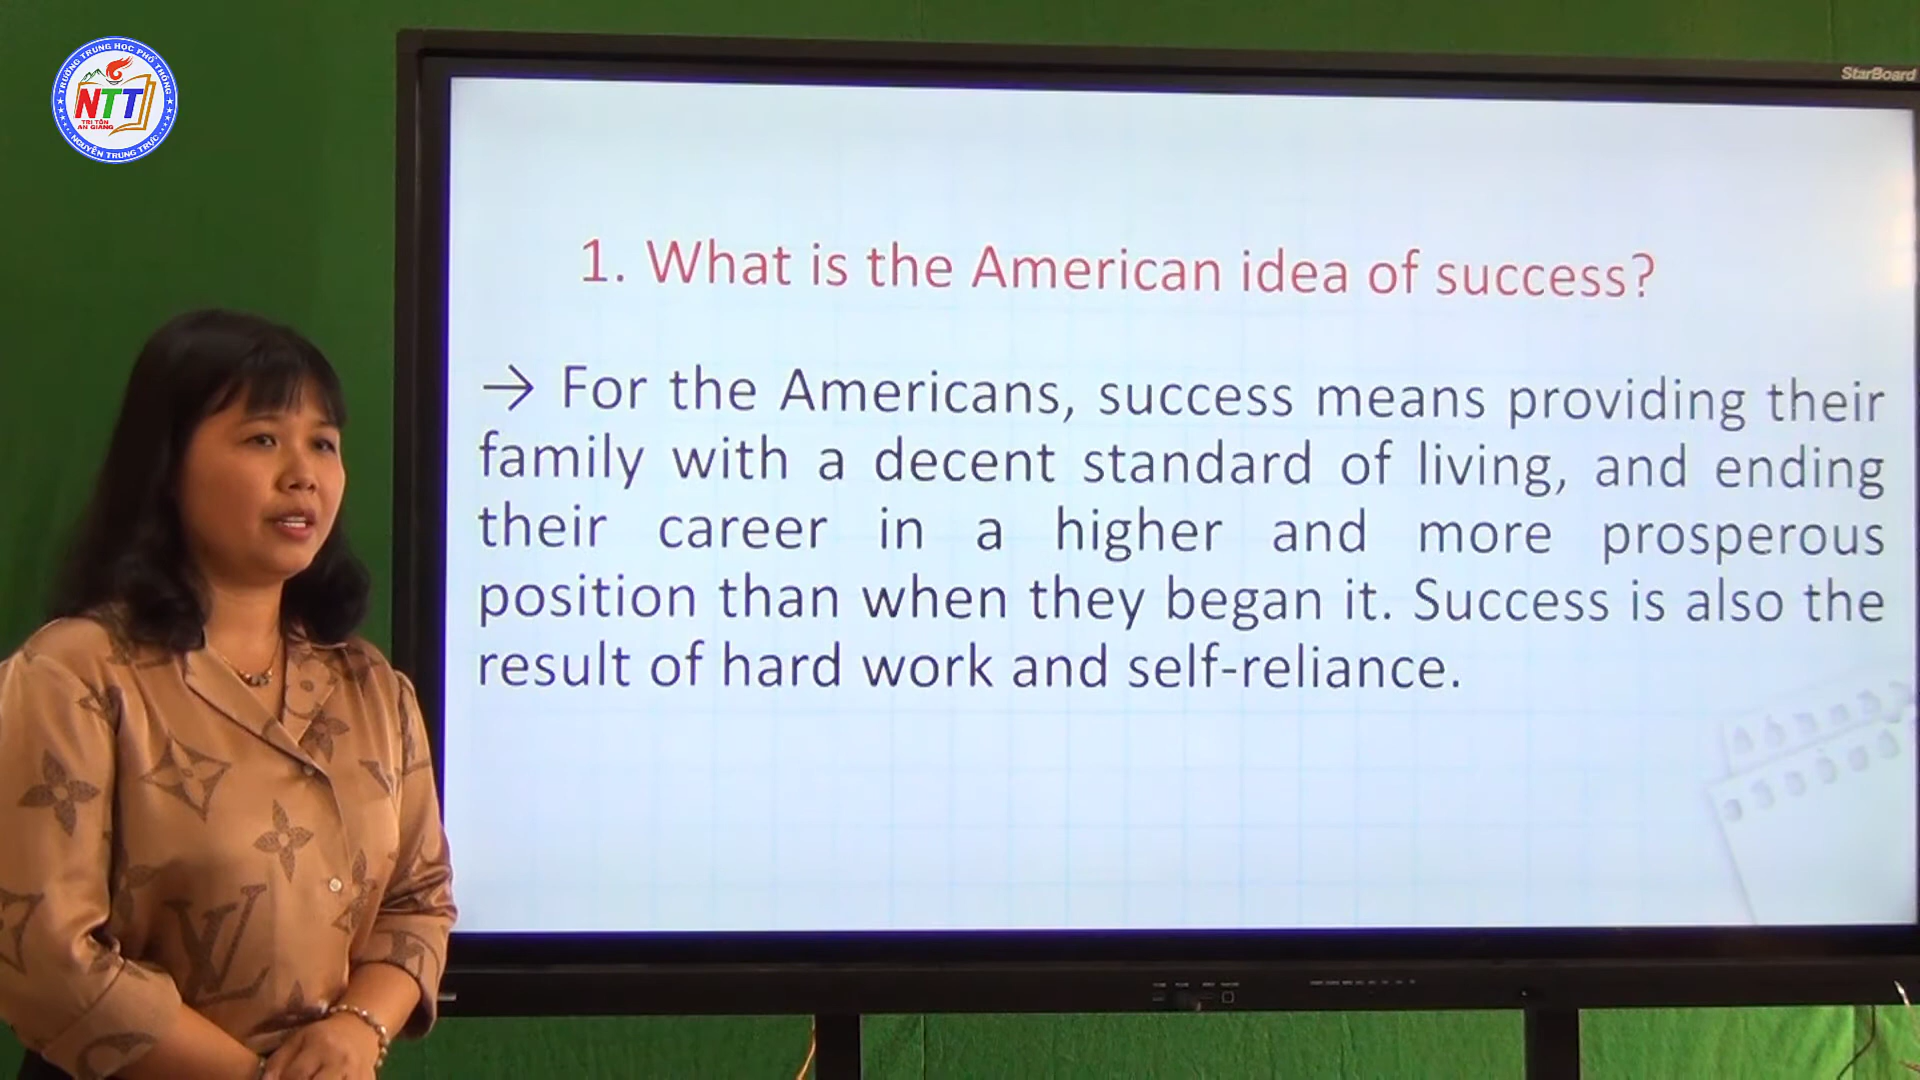 TRƯỜNG TRUNG HỌC PHỔ THÔNG
NTT
TRI TÔN
AN GIANG
NGUYỄN TRUNG TRỰC
StarBoard
1. What is the American idea of success?
→ For the Americans, success means providing their
family with a decent standard of living, and ending
their career in a higher and more prosperous
position than when they began it. Success is also the
result of hard work and self-reliance.
LV